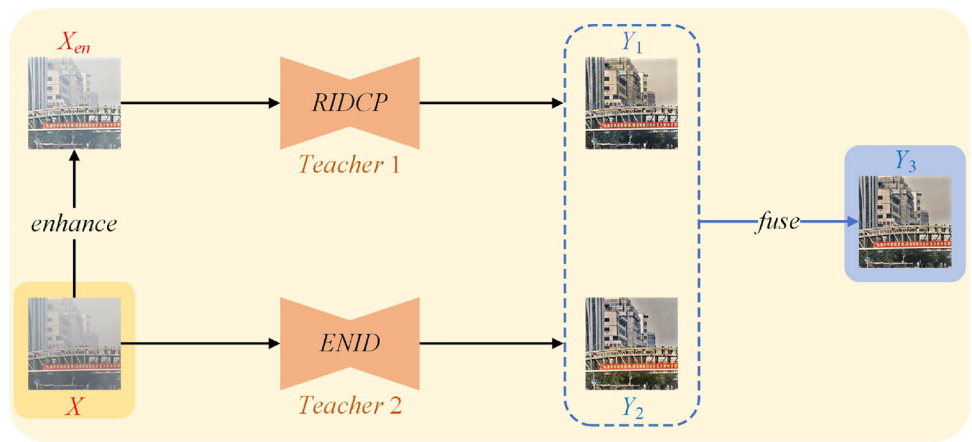 X_en
RIDCP
Teacher 1
Y_1
enhance
Y_3
fuse
X
ENID
Teacher 2
Y_2